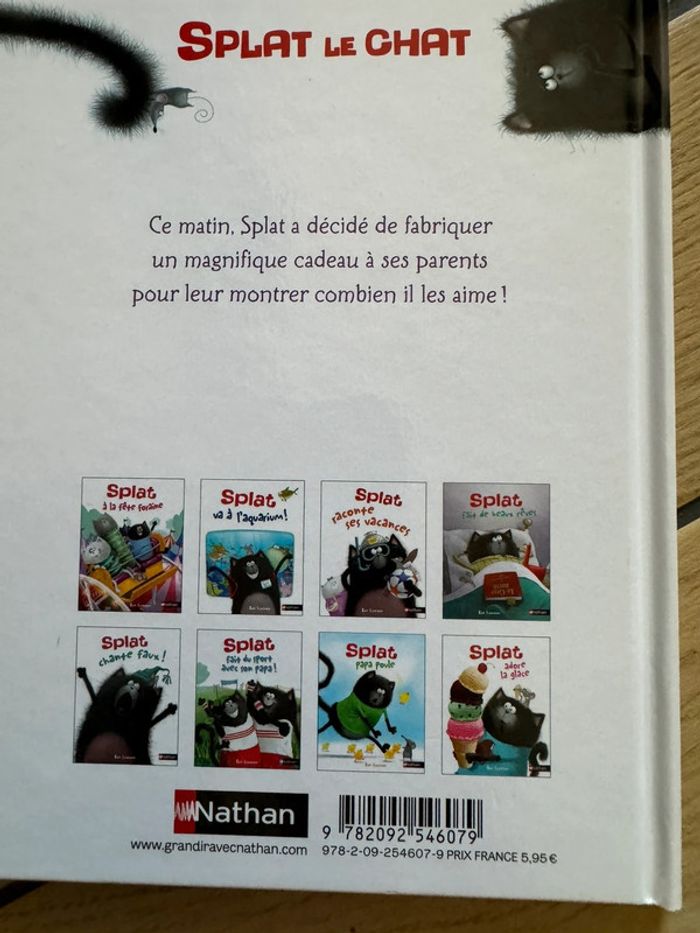 SPLAT LE CHAT
Ce matin, Splat a décidé de fabriquer
un magnifique cadeau à ses parents
pour leur montrer combien il les aime !
Splat
à la fête foraine
Splat
va à l'aquarium !
Splat
raconte
ses vacances
Splat
fait de beaux rêves
Splat
chante faux !
Splat
fait du sport
avec son papa !
Splat
papa poule
Splat
adore
la glace
Nathan
www.grandiravecnathan.com
9 782092 546079
978-2-09-254607-9 PRIX FRANCE 5,95 €